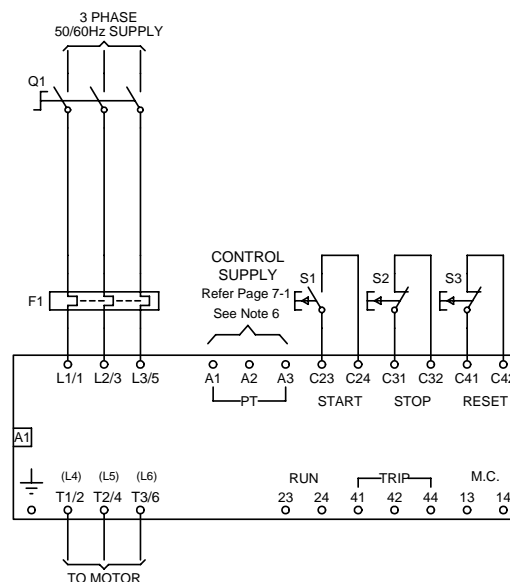 3 PHASE
50/60Hz SUPPLY
Q1
CONTROL
SUPPLY
Refer Page 7-1
See Note 6
S1 S2 S3
F1
L1/1 L2/3 L3/5 A1 A2 A3 C23 C24 C31 C32 C41 C42
PT START STOP RESET
A1
(L4) (L5) (L6) RUN TRIP M.C.
T1/2 T2/4 T3/6 23 24 41 42 44 13 14
TO MOTOR